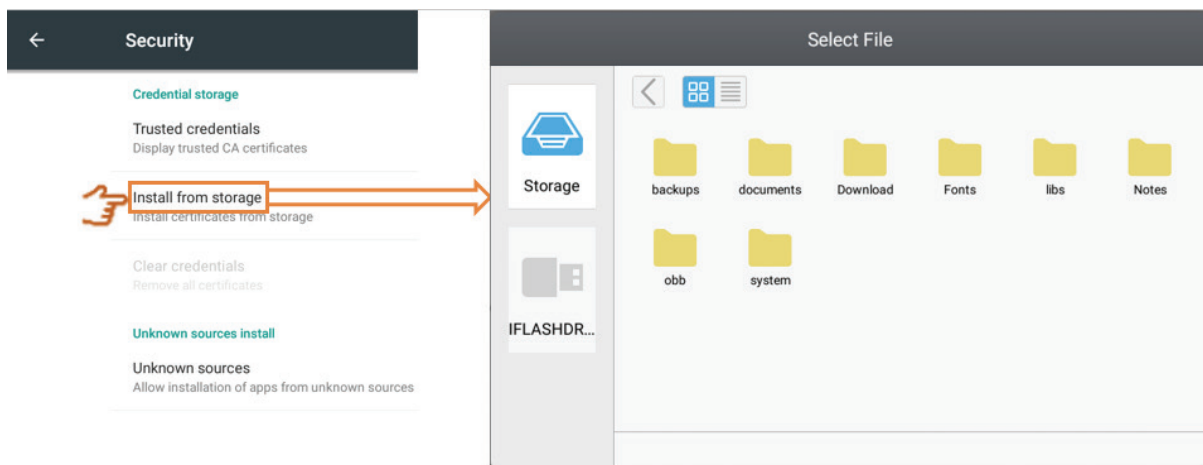 Security
Credential storage
Trusted credentials
Display trusted CA certificates
Install from storage
Install certificates from storage
Clear credentials
Remove all certificates
Unknown sources install
Unknown sources
Allow installation of apps from unknown sources
Select File
Storage
IFLASHDR...
backups documents Download Fonts libs Notes
obb system